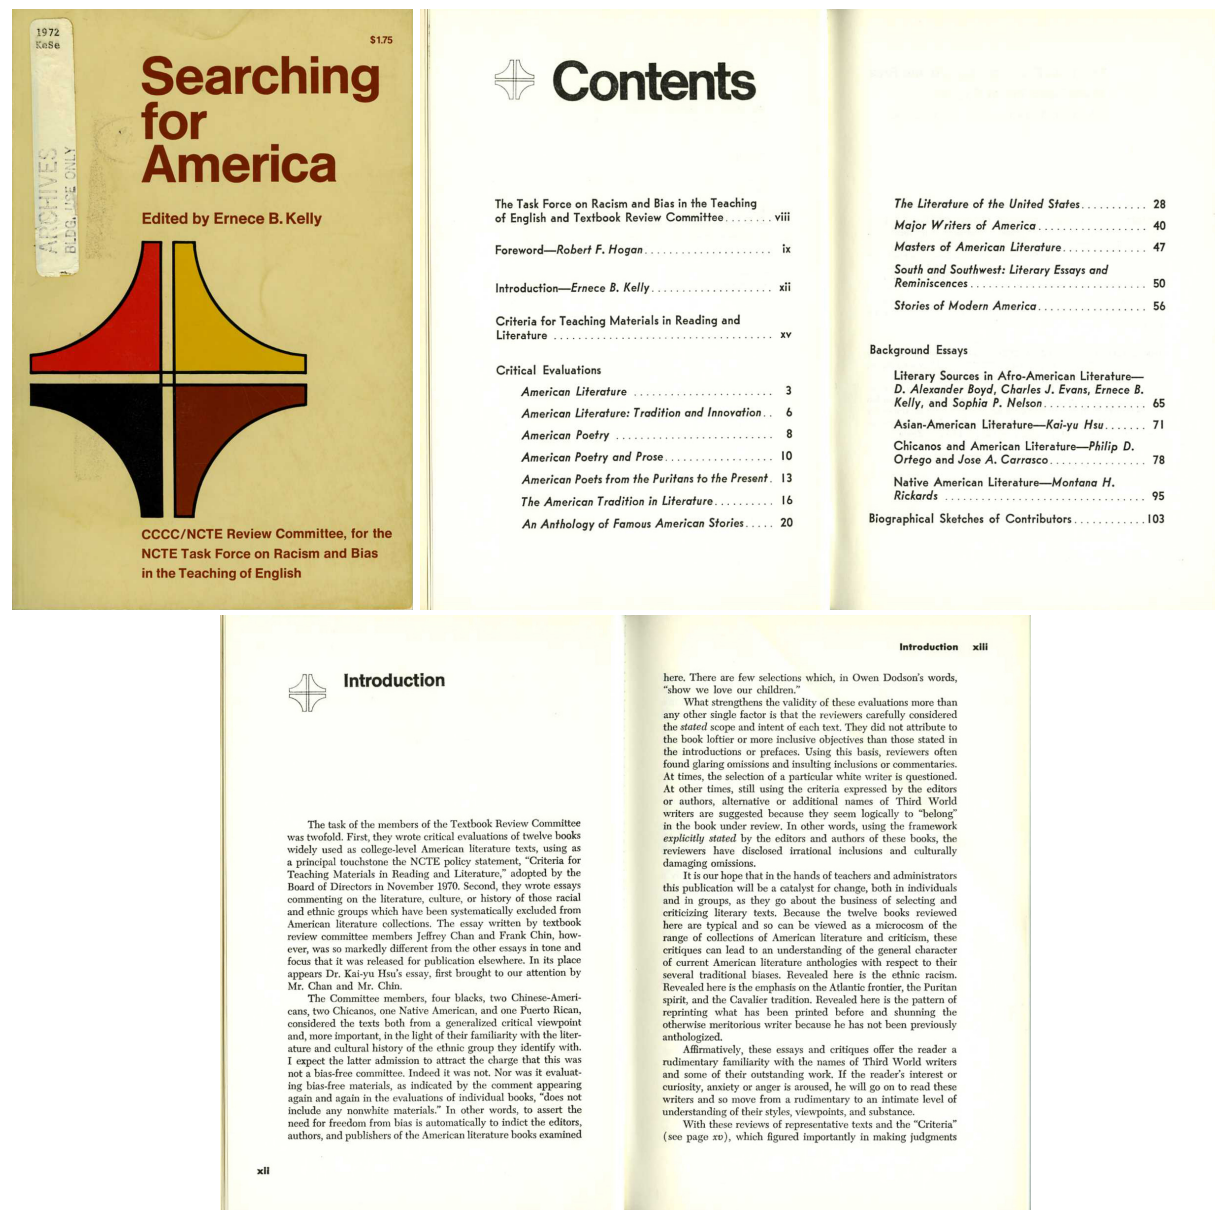 1972
KeSe
ARCHIVES
BLDG. USE ONLY
$1.75
Searching
for
America
Edited by Ernece B. Kelly
CCCC/NCTE Review Committee, for the
NCTE Task Force on Racism and Bias
in the Teaching of English
Contents
The Task Force on Racism and Bias in the Teaching
of English and Textbook Review Committee........ viii
Foreword—Robert F. Hogan...................... ix
Introduction—Ernece B. Kelly.................... xii
Criteria for Teaching Materials in Reading and
Literature .................................... xv
Critical Evaluations
American Literature ........................... 3
American Literature: Tradition and Innovation.. 6
American Poetry .......................... 8
American Poetry and Prose.................. 10
American Poets from the Puritans to the Present. 13
The American Tradition in Literature.......... 16
An Anthology of Famous American Stories..... 20
The Literature of the United States........... 28
Major Writers of America.................. 40
Masters of American Literature.............. 47
South and Southwest: Literary Essays and
Reminiscences............................. 50
Stories of Modern America.................. 56
Background Essays
Literary Sources in Afro-American Literature—
D. Alexander Boyd, Charles J. Evans, Ernece B.
Kelly, and Sophia P. Nelson................. 65
Asian-American Literature—Kai-yu Hsu....... 71
Chicanos and American Literature—Philip D.
Ortego and Jose A. Carrasco................ 78
Native American Literature—Montana H.
Rickards ................................. 95
Biographical Sketches of Contributors............103
Introduction
The task of the members of the Textbook Review Committee
was twofold. First, they wrote critical evaluations of twelve books
widely used as college-level American literature texts, using as
a principal touchstone the NCTE policy statement, “Criteria for
Teaching Materials in Reading and Literature,” adopted by the
Board of Directors in November 1970. Second, they wrote essays
commenting on the literature, culture, or history of those racial
and ethnic groups which have been systematically excluded from
American literature collections. The essay written by textbook
review committee members Jeffrey Chan and Frank Chin, how-
ever, was so markedly different from the other essays in tone and
focus that it was released for publication elsewhere. In its place
appears Dr. Kai-yu Hsu’s essay, first brought to our attention by
Mr. Chan and Mr. Chin.
The Committee members, four blacks, two Chinese-Ameri-
cans, two Chicanos, one Native American, and one Puerto Rican,
considered the texts both from a generalized critical viewpoint
and, more important, in the light of their familiarity with the liter-
ature and cultural history of the ethnic group they identify with.
I expect the latter admission to attract the charge that this was
not a bias-free committee. Indeed it was not. Nor was it evaluat-
ing bias-free materials, as indicated by the comment appearing
again and again in the evaluations of individual books, “does not
include any nonwhite materials.” In other words, to assert the
need for freedom from bias is automatically to indict the editors,
authors, and publishers of the American literature books examined
xii
Introduction xiii
here. There are few selections which, in Owen Dodson’s words,
“show we love our children.”
What strengthens the validity of these evaluations more than
any other single factor is that the reviewers carefully considered
the stated scope and intent of each text. They did not attribute to
the book loftier or more inclusive objectives than those stated in
the introductions or prefaces. Using this basis, reviewers often
found glaring omissions and insulting inclusions or commentaries.
At times, the selection of a particular white writer is questioned.
At other times, still using the criteria expressed by the editors
or authors, alternative or additional names of Third World
writers are suggested because they seem logically to “belong”
in the book under review. In other words, using the framework
explicitly stated by the editors and authors of these books, the
reviewers have disclosed irrational inclusions and culturally
damaging omissions.
It is our hope that in the hands of teachers and administrators
this publication will be a catalyst for change, both in individuals
and in groups, as they go about the business of selecting and
criticizing literary texts. Because the twelve books reviewed
here are typical and so can be viewed as a microcosm of the
range of collections of American literature and criticism, these
critiques can lead to an understanding of the general character
of current American literature anthologies with respect to their
several traditional biases. Revealed here is the ethnic racism.
Revealed here is the emphasis on the Atlantic frontier, the Puritan
spirit, and the Cavalier tradition. Revealed here is the pattern of
reprinting what has been printed before and shunning the
otherwise meritorious writer because he has not been previously
anthologized.
Affirmatively, these essays and critiques offer the reader a
rudimentary familiarity with the names of Third World writers
and some of their outstanding work. If the reader’s interest or
curiosity, anxiety or anger is aroused, he will go on to read these
writers and so move from a rudimentary to an intimate level of
understanding of their styles, viewpoints, and substance.
With these reviews of representative texts and the “Criteria”
(see page xv), which figured importantly in making judgments